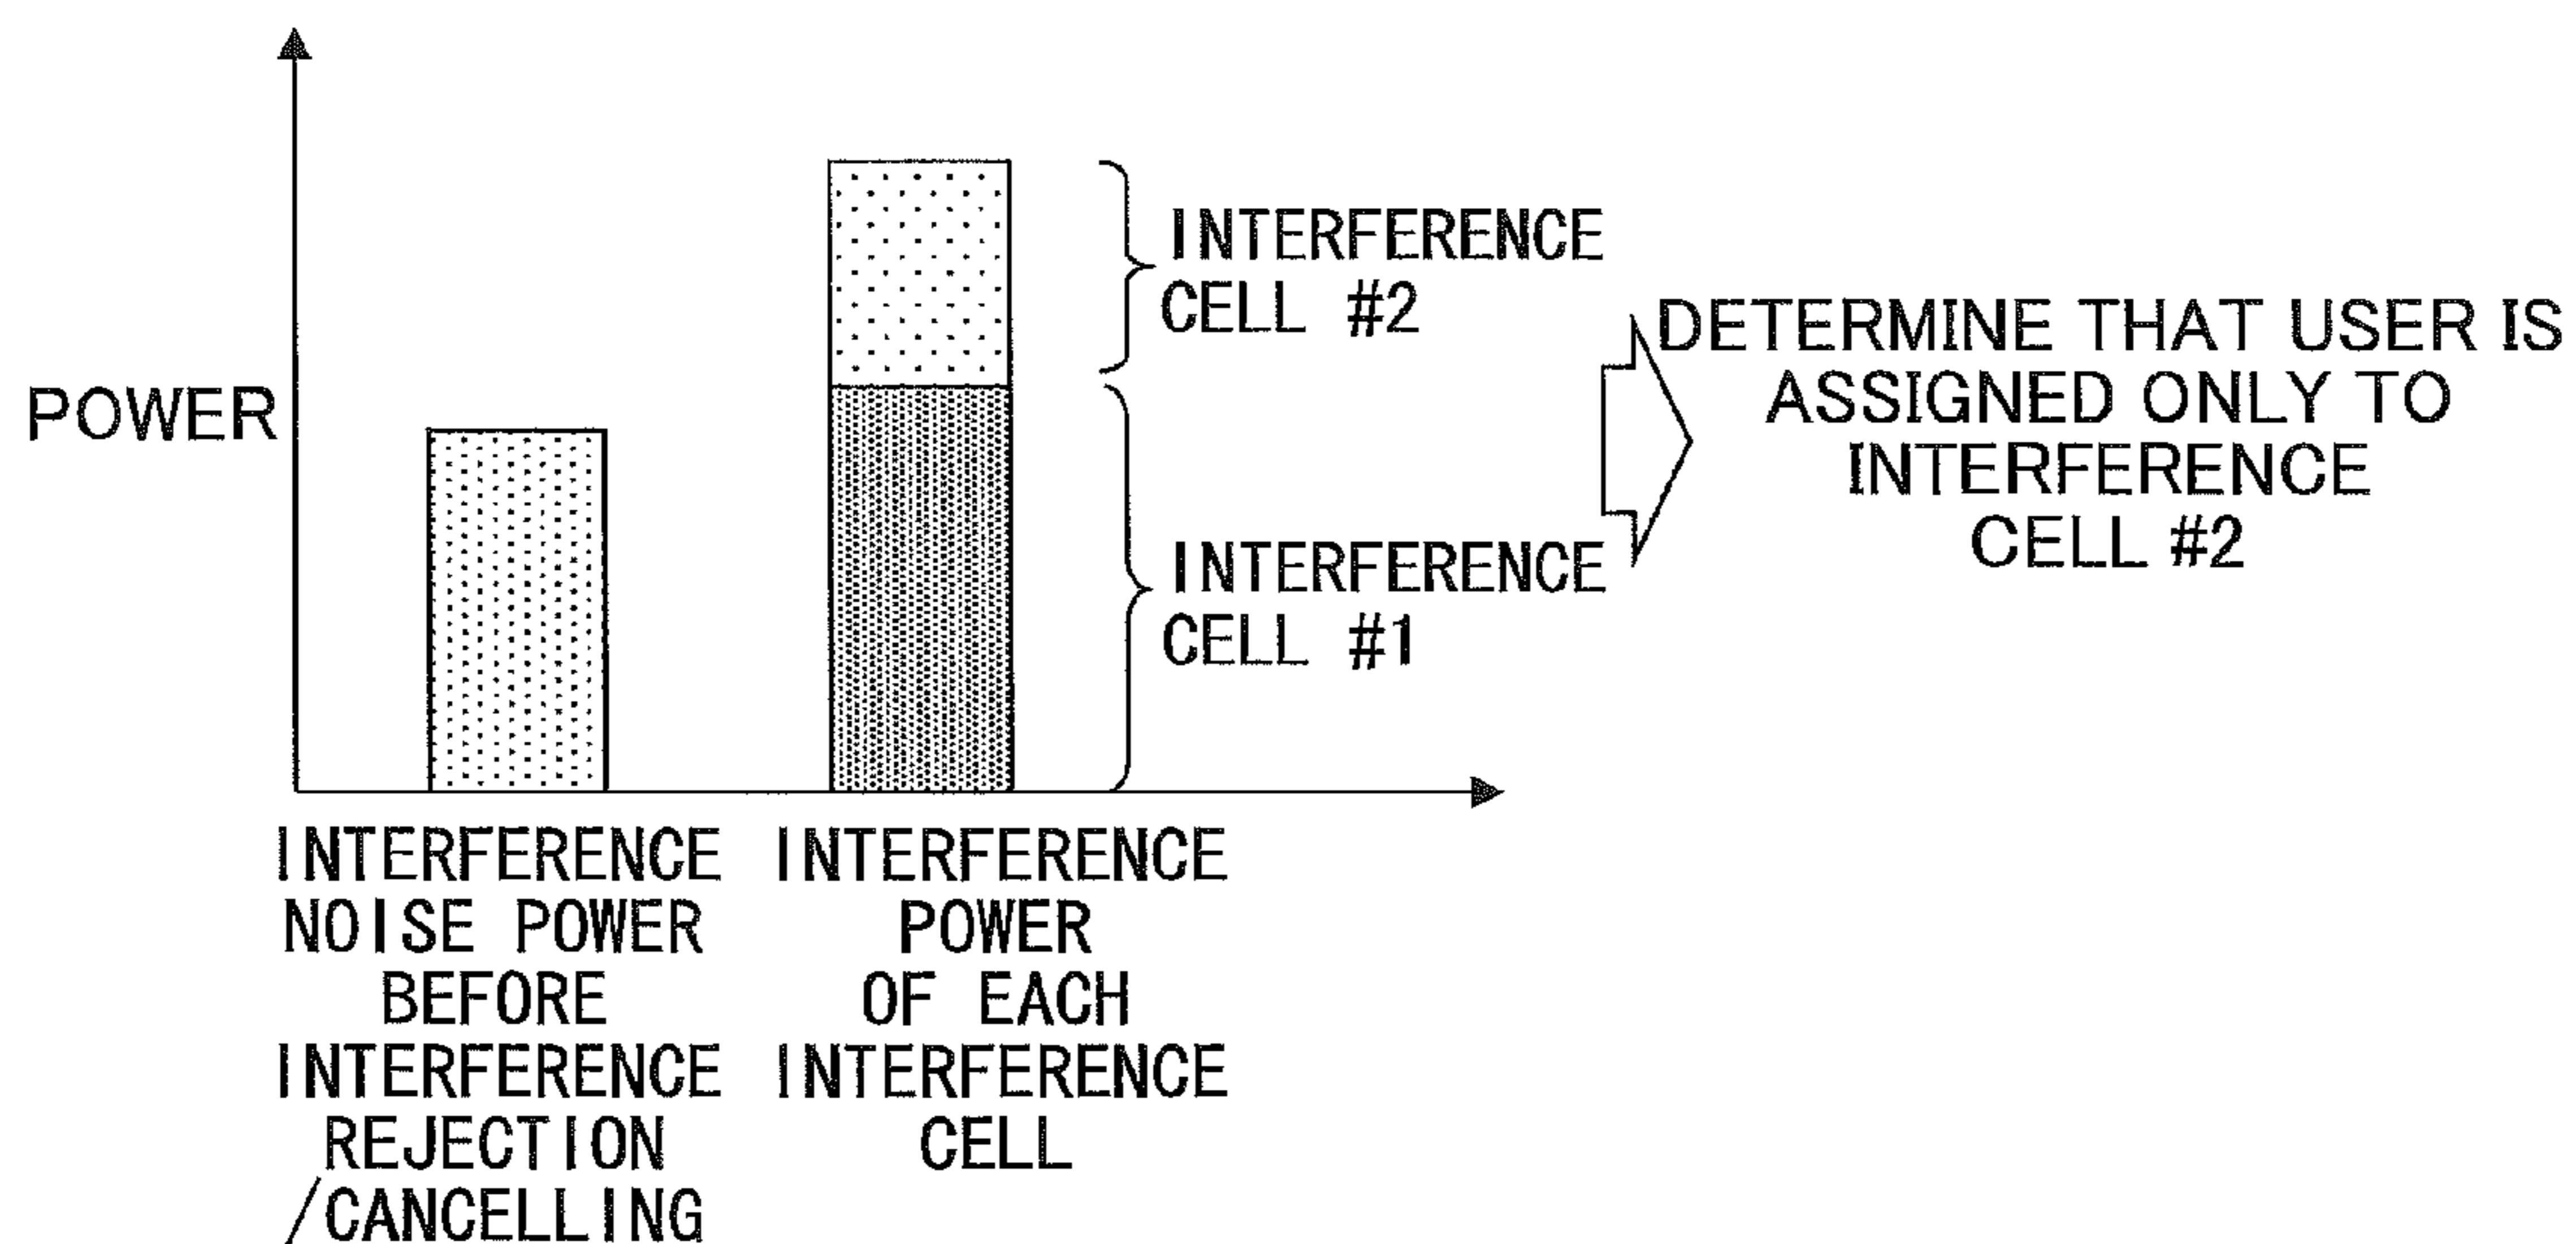 POWER
INTERFERENCE
CELL #2
INTERFERENCE
CELL #1
DETERMINE THAT USER IS
ASSIGNED ONLY TO
INTERFERENCE
CELL #2
INTERFERENCE
NOISE POWER
BEFORE
INTERFERENCE
REJECTION
/CANCELLING
INTERFERENCE
POWER
OF EACH
INTERFERENCE
CELL